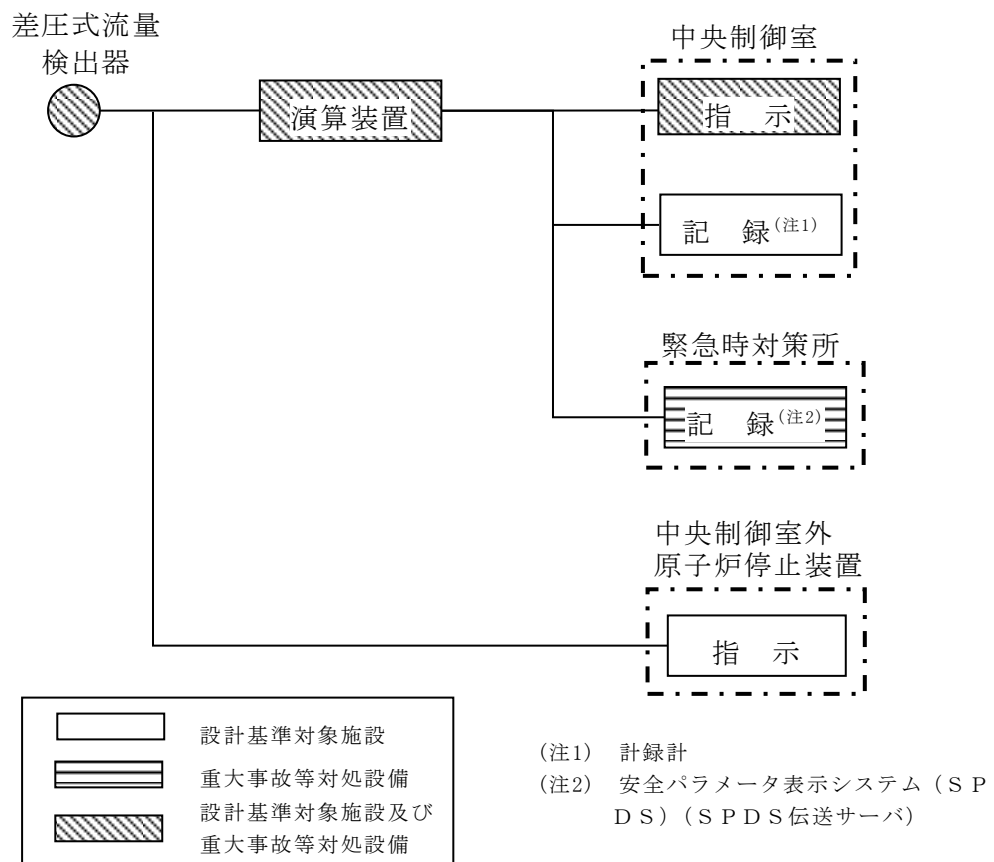 差圧式流量
検出器
演算装置
中央制御室
指　示
記　録(注1)
緊急時対策所
記　録(注2)
中央制御室外
原子炉停止装置
指　示
設計基準対象施設
重大事故等対処設備
設計基準対象施設及び
重大事故等対処設備
(注1)　計録計
(注2)　安全パラメータ表示システム（ＳＰ
ＤＳ）（ＳＰＤＳ伝送サーバ）